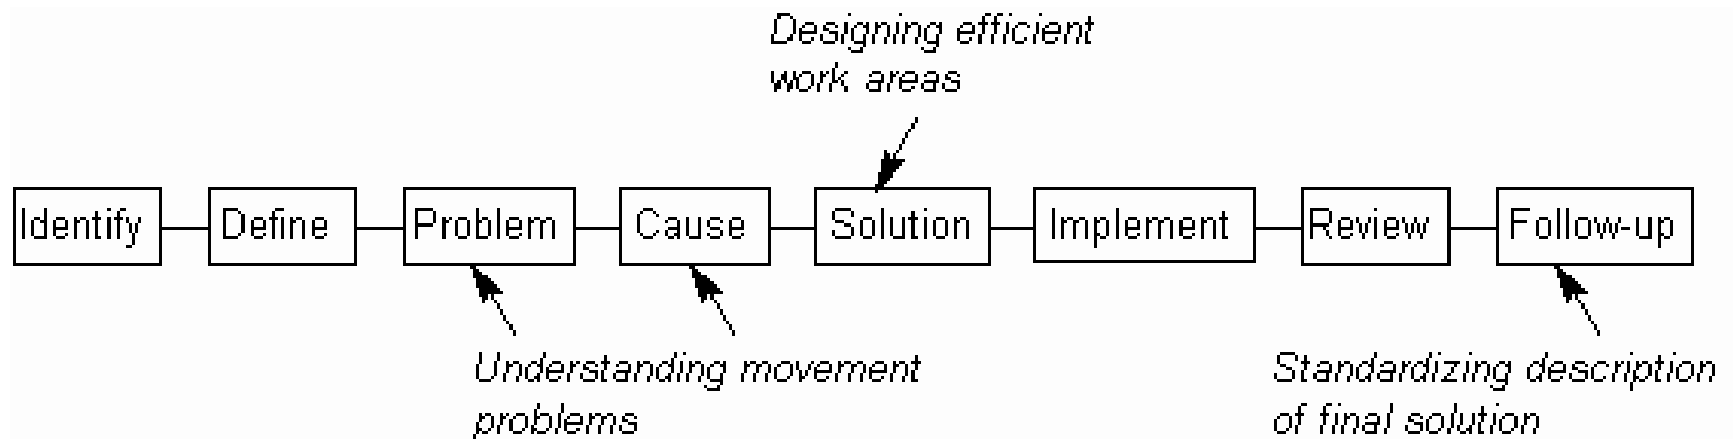 Designing efficient
work areas
Identify Define Problem Cause Solution Implement Review Follow-up
Understanding movement
problems
Standardizing description
of final solution